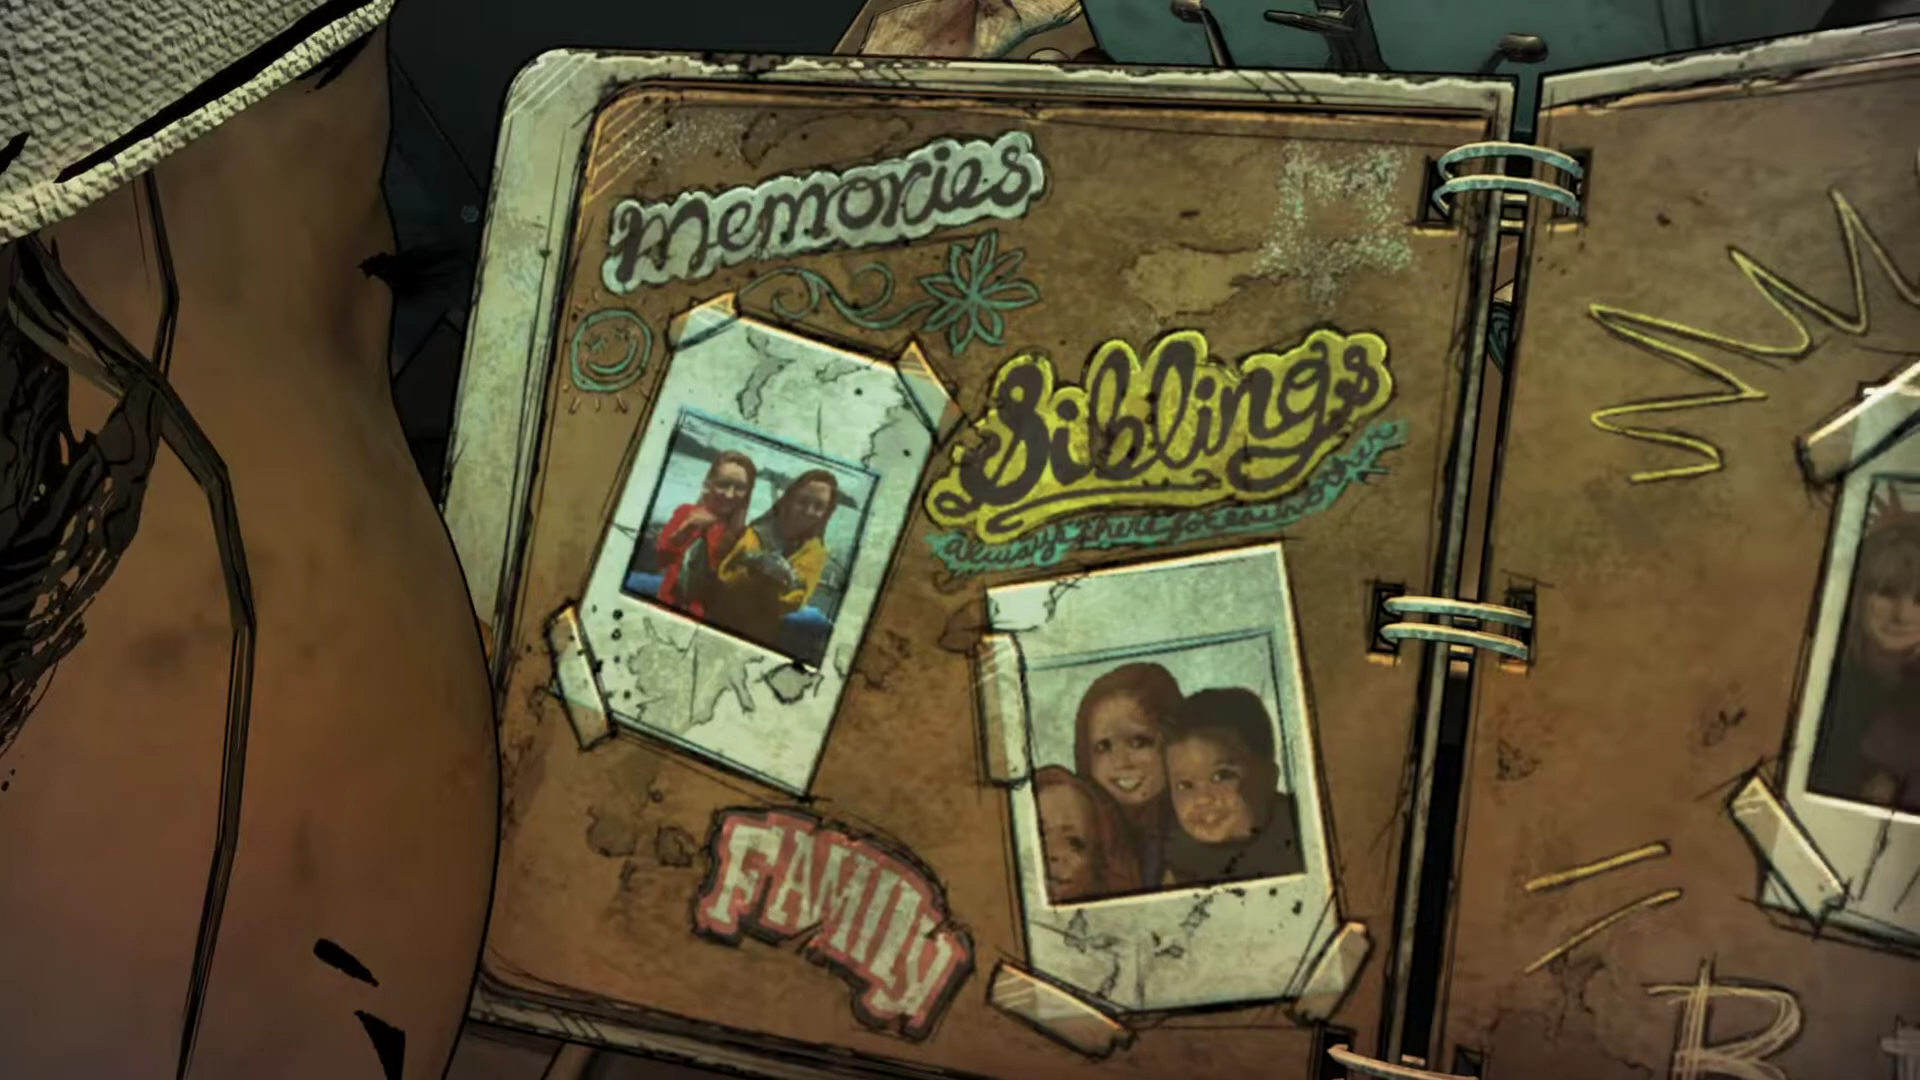 Memories
Siblings
always there for each other
FAMILY
B